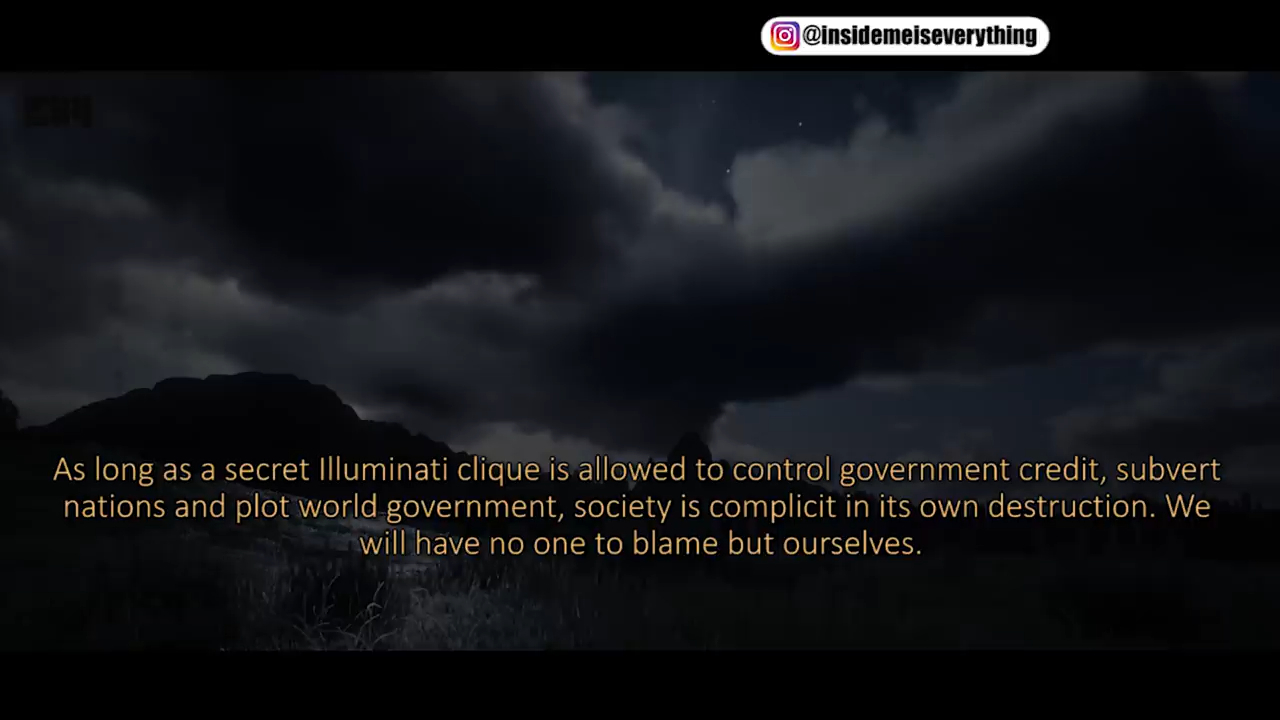 @insidemeiseverything
As long as a secret Illuminati clique is allowed to control government credit, subvert
nations and plot world government, society is complicit in its own destruction. We
will have no one to blame but ourselves.